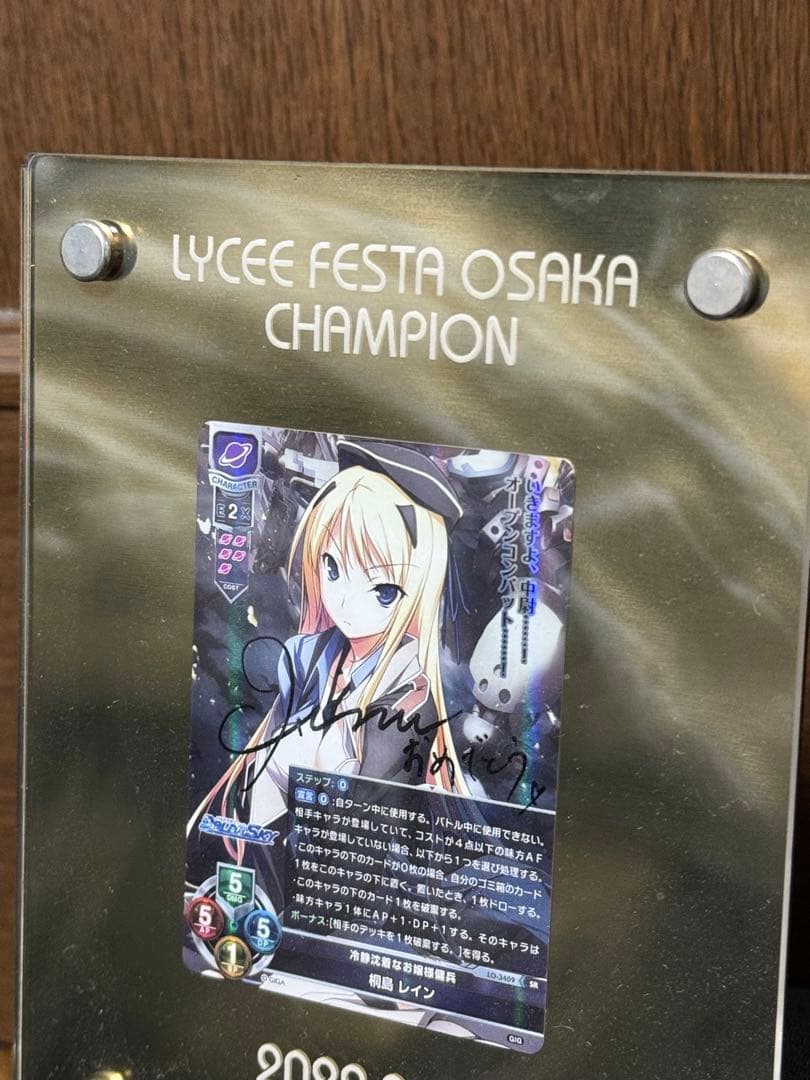 LYCEE FESTA OSAKA
CHAMPION
CHARACTER
E 2 X
COST
いきますよ、中尉……!
オープンコンバット……!
おめでとう
ステップ:0
宣言 0 :自ターン中に使用する。バトル中に使用できない。
相手キャラが登場していて、コストが4点以下の味方AF
キャラが登場していない場合、以下から1つを選び処理する。
・このキャラの下のカードが0枚の場合、自分のゴミ箱のカード
1枚をこのキャラの下に置く。置いたとき、1枚ドローする。
・このキャラの下のカード1枚を破棄する。
・味方キャラ1体にAP+1・DP+1する。そのキャラは
ボーナス:[相手のデッキを1枚破棄する。]を得る。
5
DMG
5
AP
5
DP
1
SP
冷静沈着なお嬢様傭兵
LO-3409 SR
桐島 レイン
©GIGA
GIG